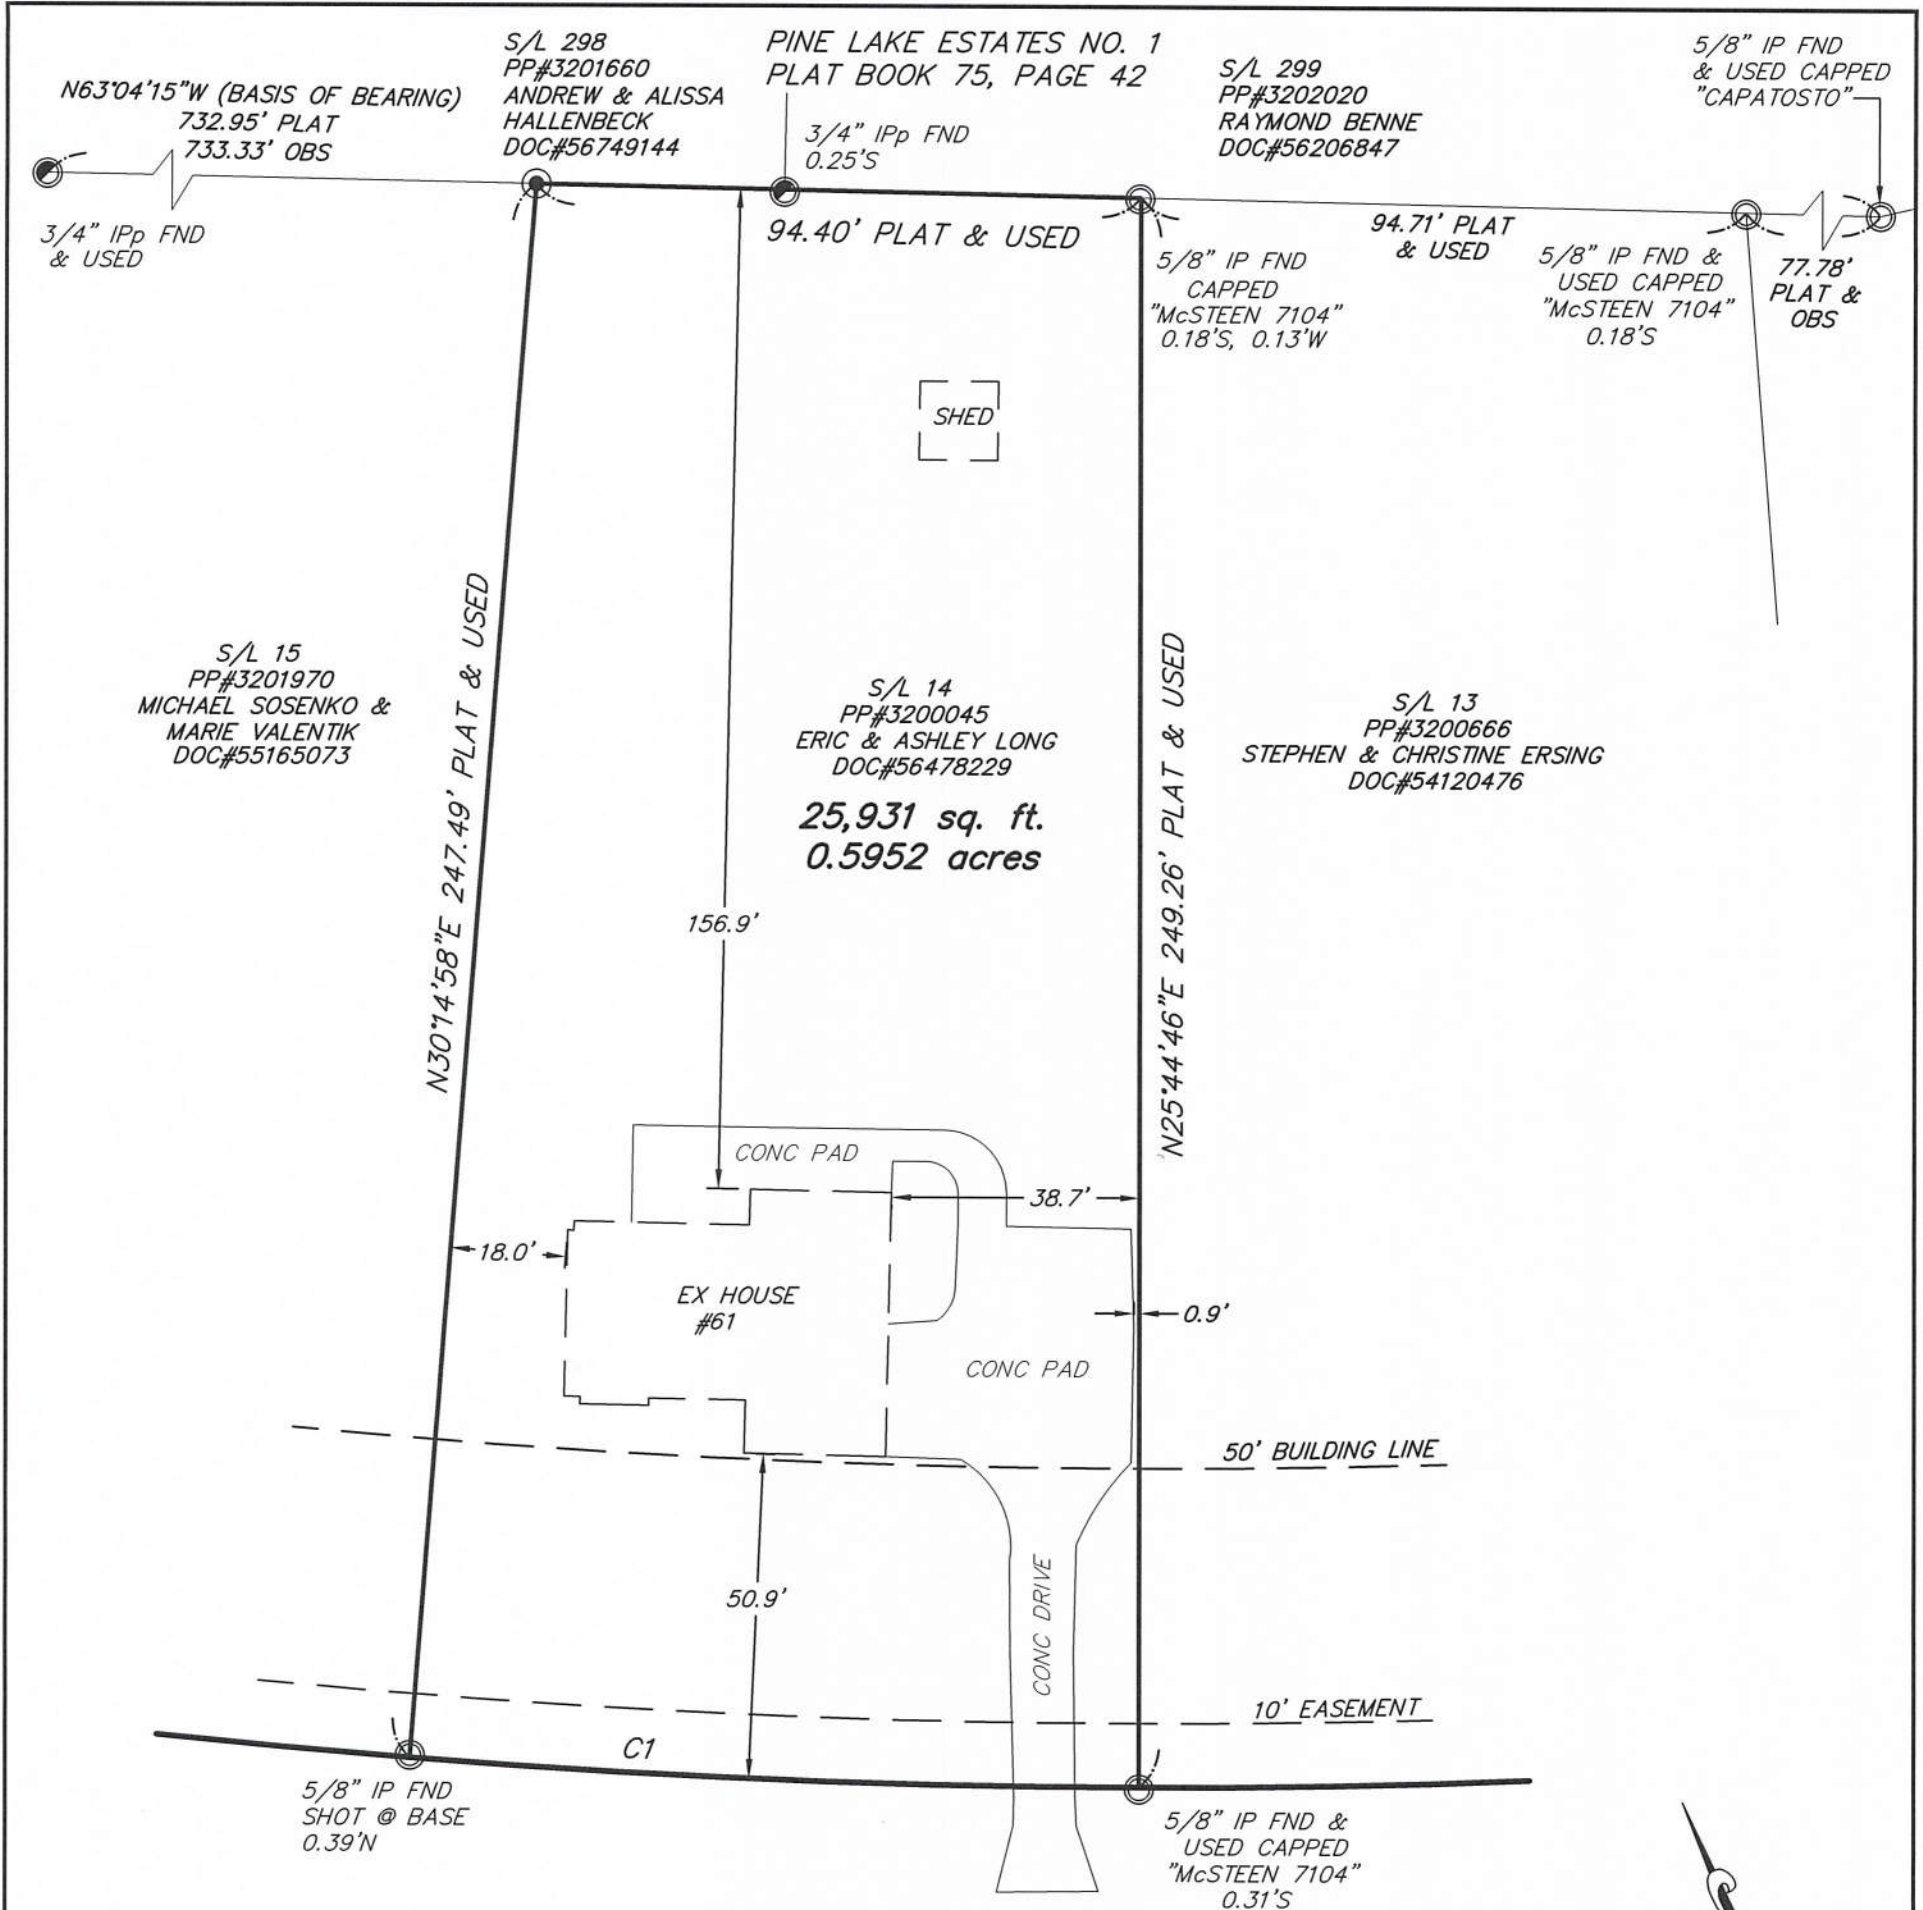 S/L 298
PP#3201660
ANDREW & ALISSA
HALLENBECK
DOC#56749144
PINE LAKE ESTATES NO. 1
PLAT BOOK 75, PAGE 42
S/L 299
PP#3202020
RAYMOND BENNE
DOC#56206847
5/8" IP FND
& USED CAPPED
"CAPATOSTO"
N63°04'15"W (BASIS OF BEARING)
732.95' PLAT
733.33' OBS
3/4" IPp FND
0.25'S
3/4" IPp FND
& USED
94.40' PLAT & USED
5/8" IP FND
CAPPED
"McSTEEN 7104"
0.18'S, 0.13'W
94.71' PLAT
& USED
5/8" IP FND &
USED CAPPED
"McSTEEN 7104"
0.18'S
77.78'
PLAT &
OBS
SHED
S/L 15
PP#3201970
MICHAEL SOSENKO &
MARIE VALENTIK
DOC#55165073
N30°14'58"E 247.49' PLAT & USED
S/L 14
PP#3200045
ERIC & ASHLEY LONG
DOC#56478229
25,931 sq. ft.
0.5952 acres
N25°44'46"E 249.26' PLAT & USED
S/L 13
PP#3200666
STEPHEN & CHRISTINE ERSING
DOC#54120476
156.9'
CONC PAD
38.7'
18.0'
EX HOUSE
#61
0.9'
CONC PAD
50' BUILDING LINE
50.9'
CONC DRIVE
10' EASEMENT
C1
5/8" IP FND
SHOT @ BASE
0.39'N
5/8" IP FND &
USED CAPPED
"McSTEEN 7104"
0.31'S